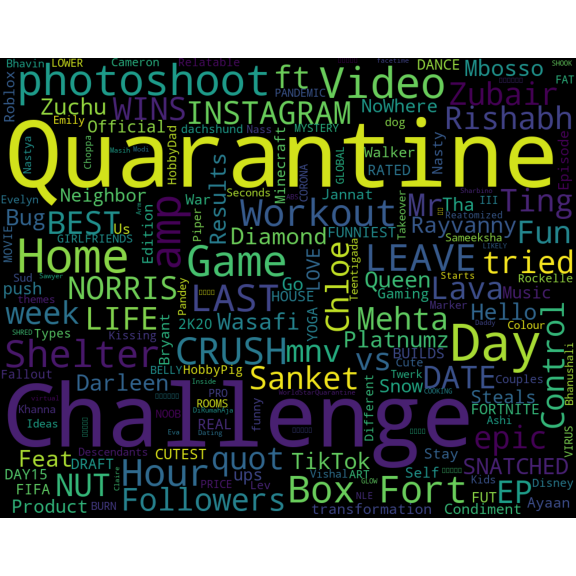 Bhavin LOWER Cameron Relatable facetime SHOOK
Roblox photoshoot ft Video Mbosso DANCE FAT
PANDEMIC
Zuchu WINS INSTAGRAM NoWhere Zubair
Emily Official dachshund Nass MYSTERY dog Rishabh
Quarantine
Nastya Choppa Masih Modi HobbyDad Minecraft CORONA GLOBAL Walker Nasty Episode
Neighbor War Seconds Jannat RATED III
Evelyn Bug BEST Us Edition Piper Results Workout Takeover Mr Tha Ting
MOVIE GIRLFRIENDS amp Diamond FUNNIEST Rayvanny Reatomized
Sud Sawyer Home Game Go LOVE Chloe Queen LEAVE Sameeksha LIKELY Fun
push NORRIS Pandey HOUSE YOGA Teentigada Gaming Starts tried
themes week LIFE LAST 2K20 Wasafi Marker Lava Music Rockelle
SHRED Types Kissing Bryant CRUSH mnv Mehta Platnumz Hello Daddy Colour
Fallout Shelter BELLY HobbyPig Inside vs BUILDS Day Control
Khanna Darleen PRO ROOMS Sanket Snow Cute DATE Couples Steals Bhanushali
virtual NOOB REAL funny Different Twerk FORTNITE
Challenge
Ideas Descendants Eva Dating WorldStarQuarantine COOKING Ashi VIRUS
Feat CUTEST TikTok Stay epic
DAY15 DRAFT NUT Hour quot ups Box Fort Self SNATCHED
FIFA Claire PRICE Lev Vishal ART GLOW NLE FUT EP Kids Disney
Product BURN Followers transformation Condiment Ayaan